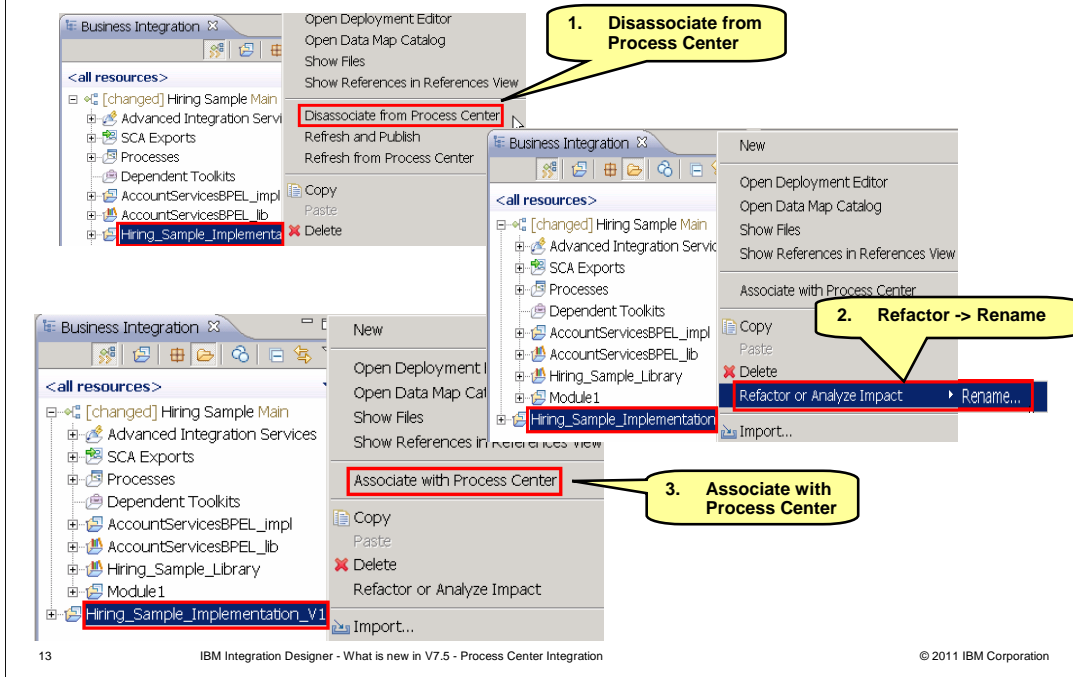 Business Integration
<all resources>
[changed] Hiring Sample Main
Advanced Integration Servi
SCA Exports
Processes
Dependent Toolkits
AccountServicesBPEL_impl
AccountServicesBPEL_lib
Hiring_Sample_Implementa
Open Deployment Editor
Open Data Map Catalog
Show Files
Show References in References View
Disassociate from Process Center
Refresh and Publish
Refresh from Process Center
Copy
Paste
Delete
1. Disassociate from
Process Center
Business Integration
<all resources>
[changed] Hiring Sample Main
Advanced Integration Servic
SCA Exports
Processes
Dependent Toolkits
AccountServicesBPEL_impl
AccountServicesBPEL_lib
Hiring_Sample_Library
Module1
Hiring_Sample_Implementation
New
Open Deployment Editor
Open Data Map Catalog
Show Files
Show References in References View
Associate with Process Center
Copy
Paste
Delete
Refactor or Analyze Impact
Rename...
Import...
2. Refactor -> Rename
Business Integration
<all resources>
[changed] Hiring Sample Main
Advanced Integration Services
SCA Exports
Processes
Dependent Toolkits
AccountServicesBPEL_impl
AccountServicesBPEL_lib
Hiring_Sample_Library
Module1
Hiring_Sample_Implementation_V1
New
Open Deployment
Open Data Map Cat
Show Files
Show References in References View
Associate with Process Center
Copy
Paste
Delete
Refactor or Analyze Impact
Import...
3. Associate with
Process Center
13
IBM Integration Designer - What is new in V7.5 - Process Center Integration
© 2011 IBM Corporation